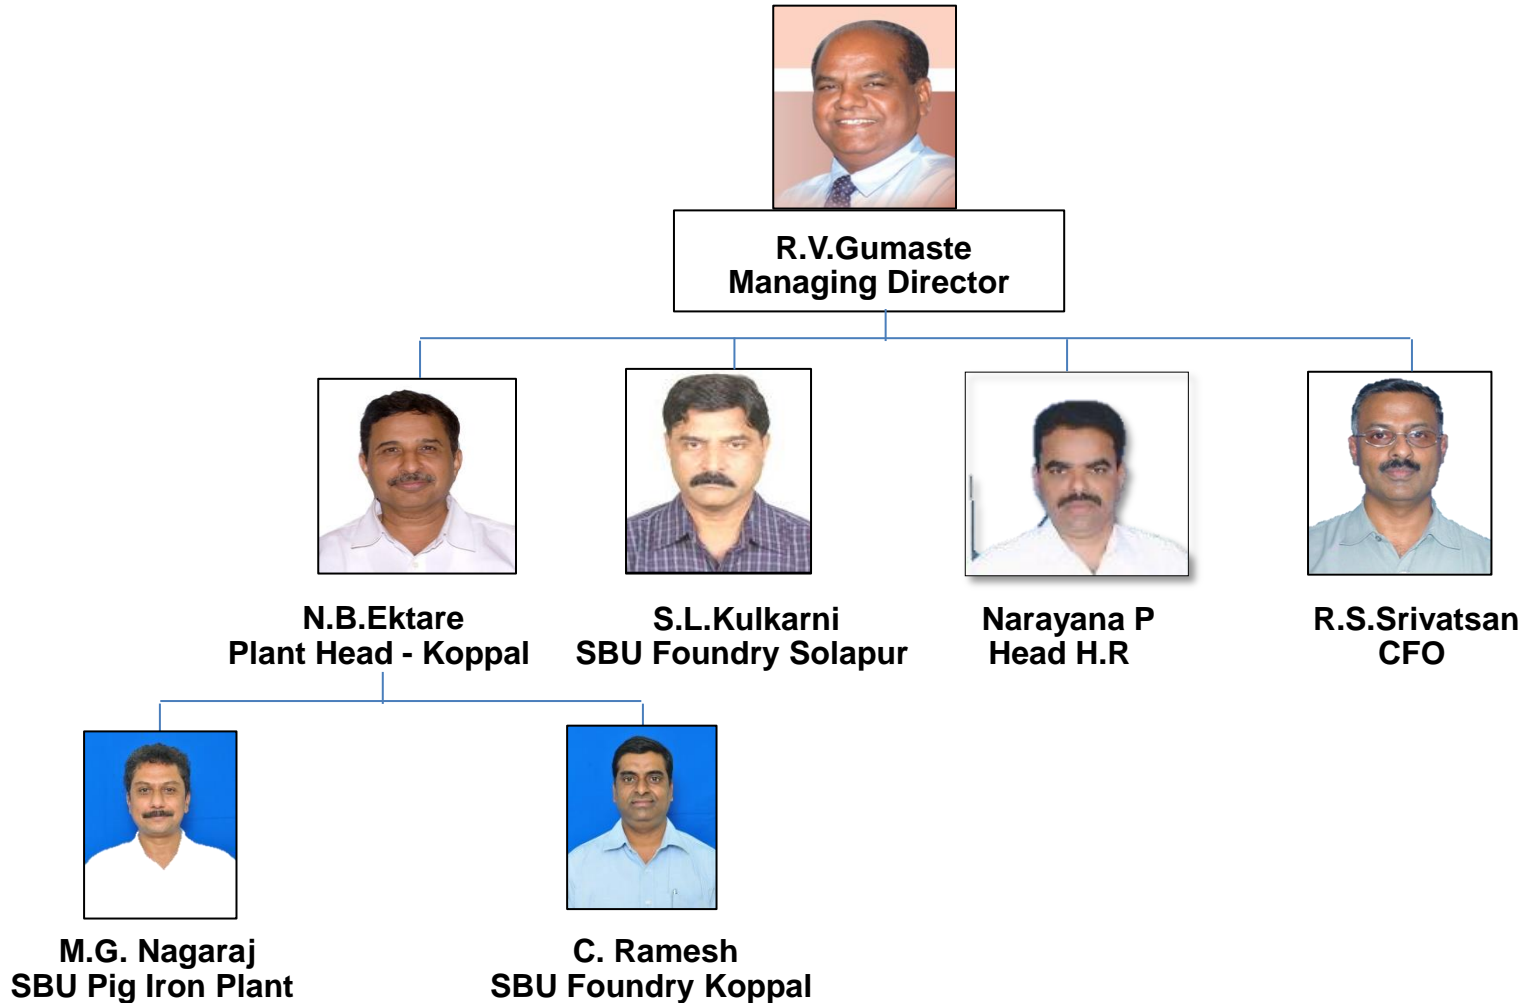 R.V.Gumaste
Managing Director
N.B.Ektare
Plant Head - Koppal
S.L.Kulkarni
SBU Foundry Solapur
Narayana P
Head H.R
R.S.Srivatsan
CFO
M.G. Nagaraj
SBU Pig Iron Plant
C. Ramesh
SBU Foundry Koppal